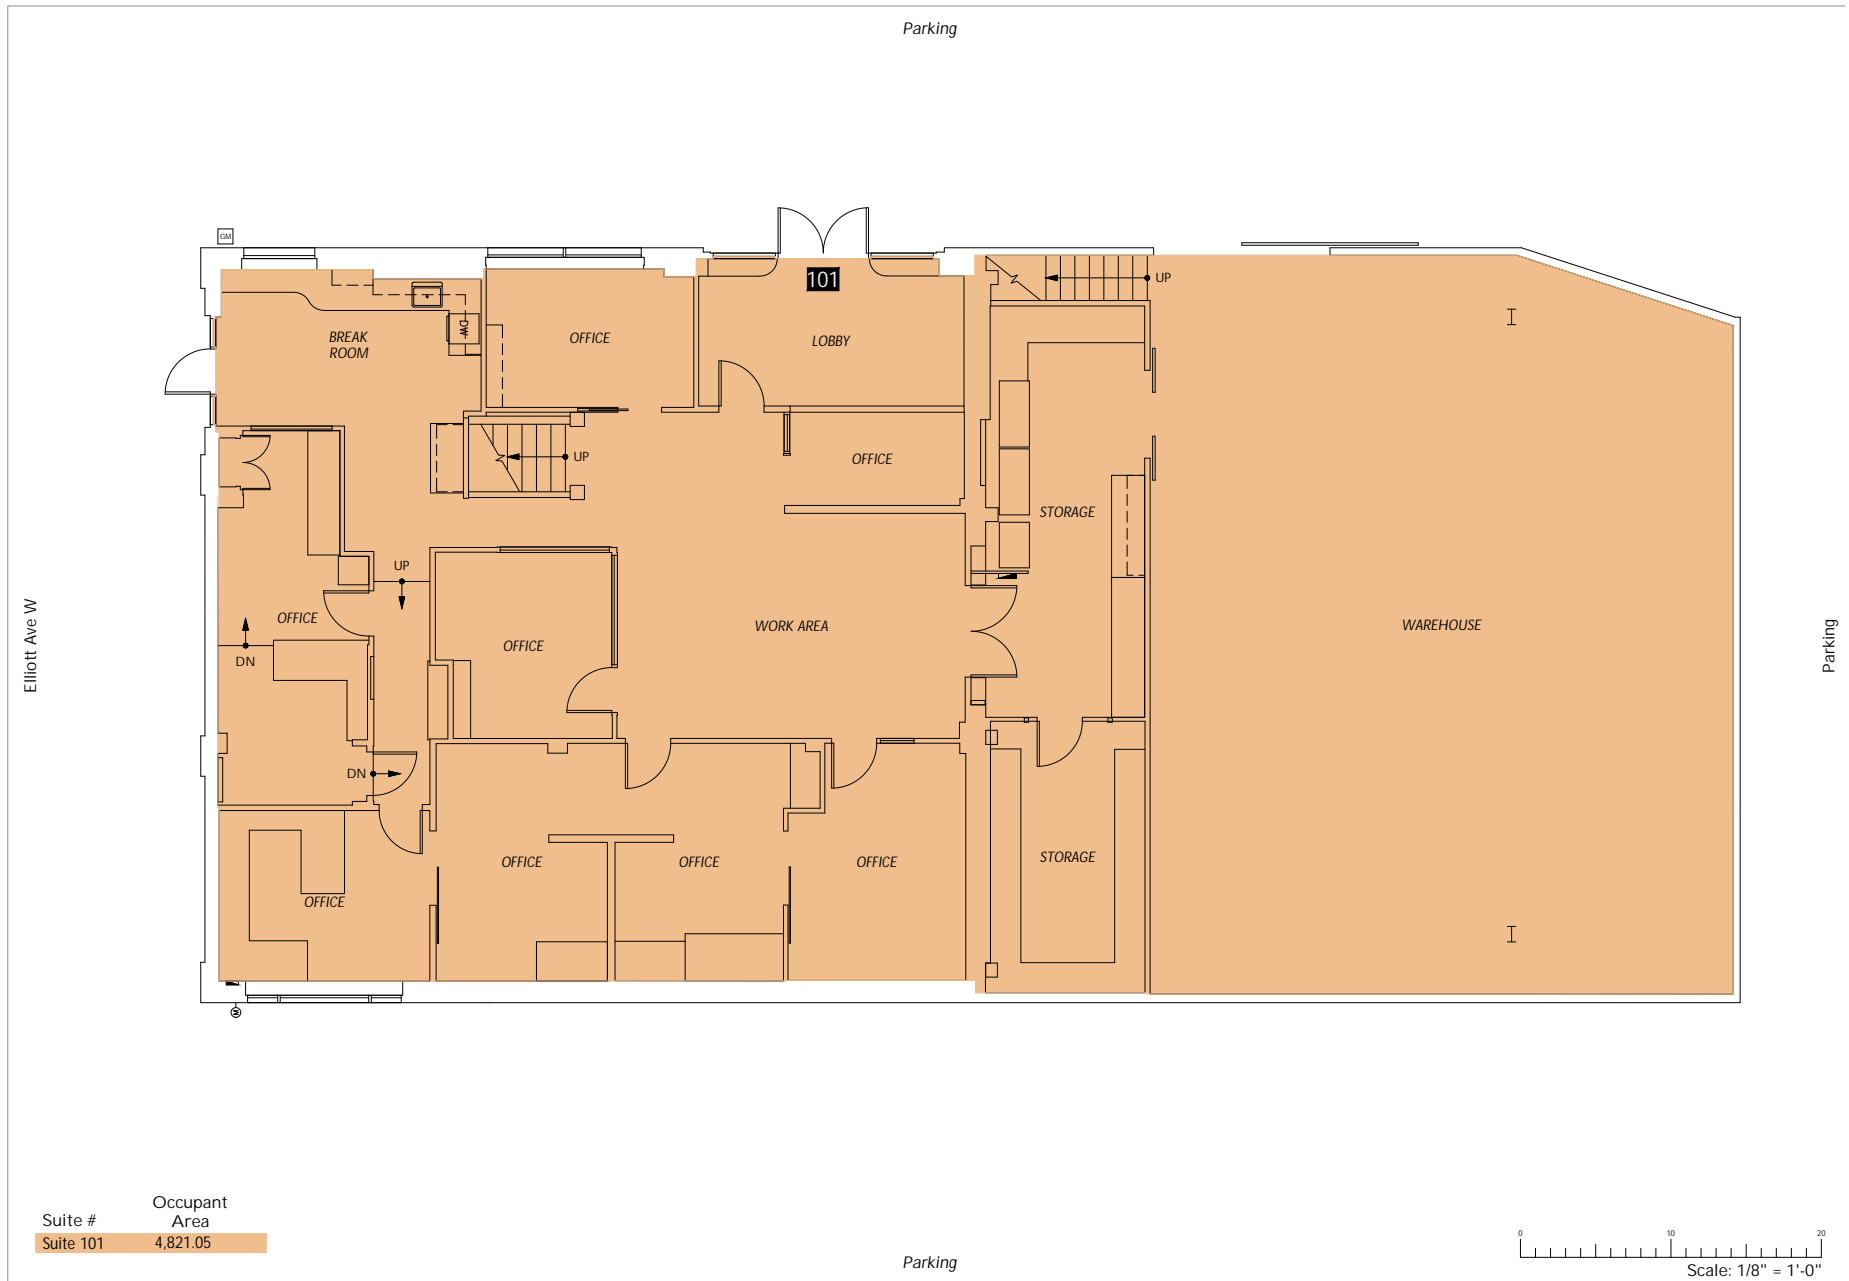 Parking
GM
101
UP
BREAK
ROOM
DW
OFFICE
LOBBY
UP
OFFICE
STORAGE
UP
OFFICE
DN
OFFICE
WORK AREA
WAREHOUSE
Elliott Ave W
Parking
DN
OFFICE
OFFICE
OFFICE
STORAGE
OFFICE
M
Occupant
Suite # Area
Suite 101 4,821.05
Parking
0 10 20
Scale: 1/8" = 1'-0"